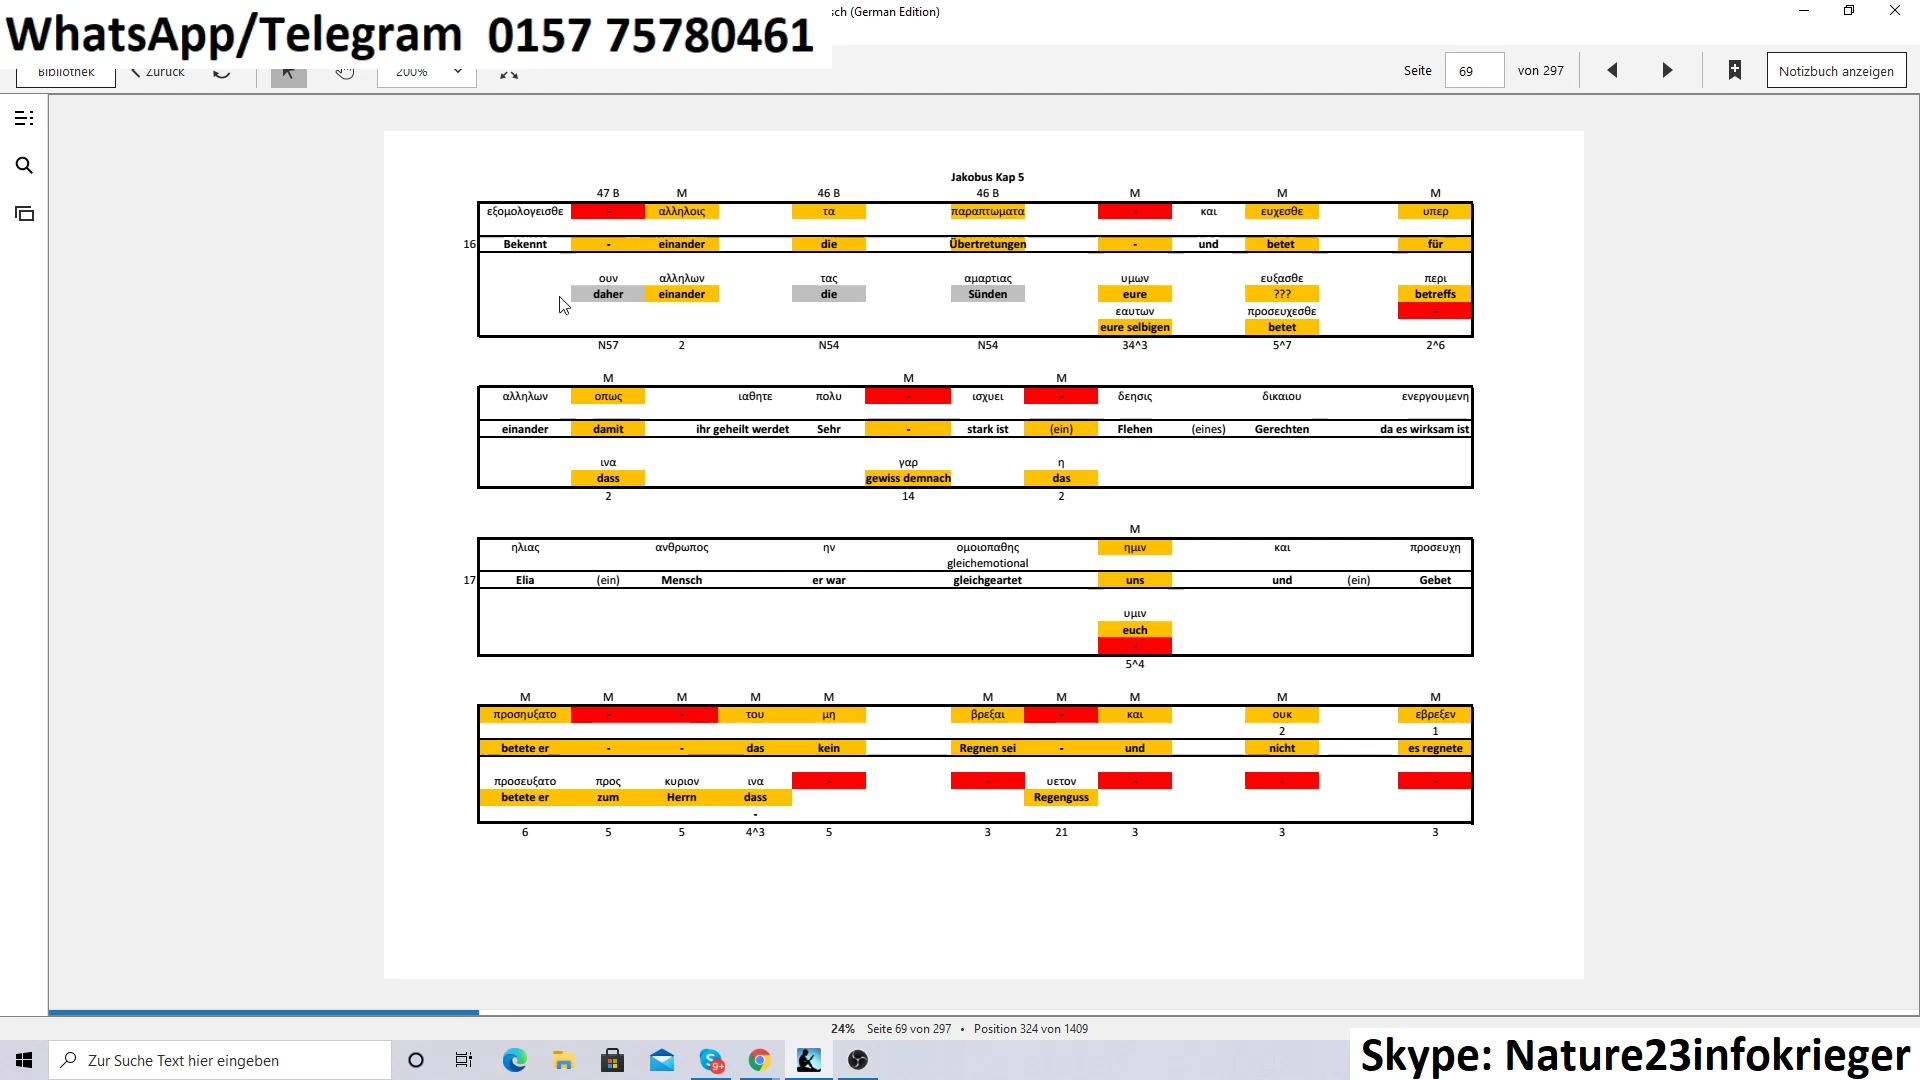 WhatsApp/Telegram 0157 75780461
sch (German Edition)
Bibliothek Zurück 200% Seite 69 von 297 Notizbuch anzeigen
Jakobus Kap 5
47 B M 46 B 46 B M M M
εξομολογεισθε - αλληλοις τα παραπτωματα - και ευχεσθε υπερ
16 Bekennt - einander die Übertretungen - und betet für
ουν αλληλων τας αμαρτιας υμων ευξασθε περι
daher einander die Sünden eure ??? betreffs
εαυτων προσευχεσθε -
eure selbigen betet
N57 2 N54 N54 34^3 5^7 2^6
M M M
αλληλων οπως ιαθητε πολυ - ισχυει - δεησις δικαιου ενεργουμενη
einander damit ihr geheilt werdet Sehr - stark ist (ein) Flehen (eines) Gerechten da es wirksam ist
ινα γαρ η
dass gewiss demnach das
2 14 2
M
ηλιας ανθρωπος ην ομοιοπαθης ημιν και προσευχη
gleichemotional
17 Elia (ein) Mensch er war gleichgeartet uns und (ein) Gebet
υμιν
euch
-
5^4
M M M M M M M M M M
προσηυξατο - - του μη βρεξαι - και ουκ εβρεξεν
2 1
betete er - - das kein Regnen sei - und nicht es regnete
προσευξατο προς κυριον ινα - - υετον - - -
betete er zum Herrn dass Regenguss
-
6 5 5 4^3 5 3 21 3 3 3
24% Seite 69 von 297 • Position 324 von 1409
Zur Suche Text hier eingeben
9+
Skype: Nature23infokrieger